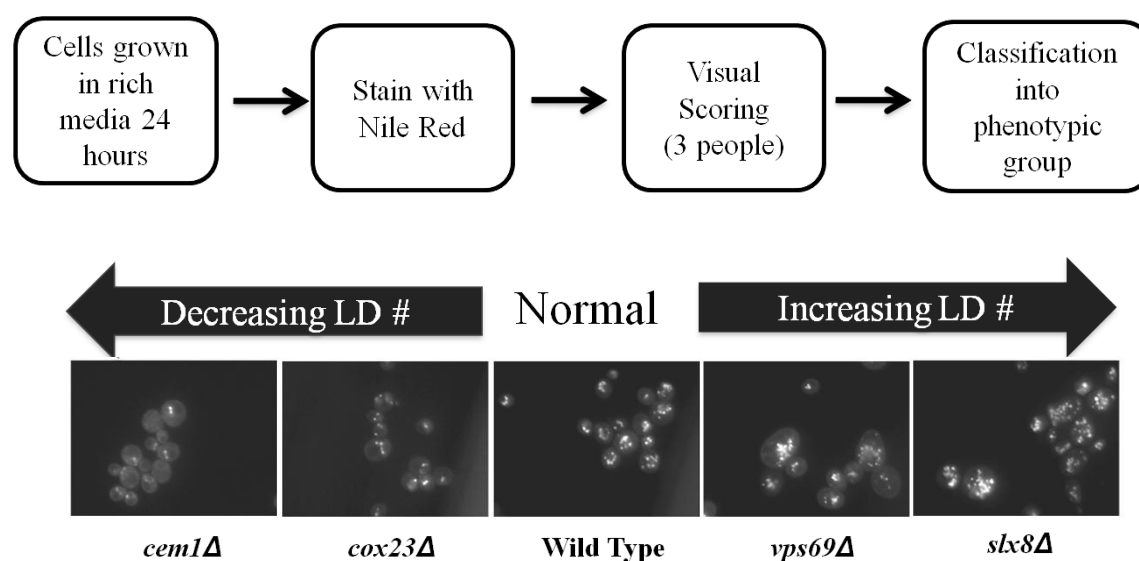 Cells grown
in rich
media 24
hours
Stain with
Nile Red
Visual
Scoring
(3 people)
Classification
into
phenotypic
group
Decreasing LD #
Normal
Increasing LD #
cem1Δ
cox23Δ
Wild Type
vps69Δ
slx8Δ